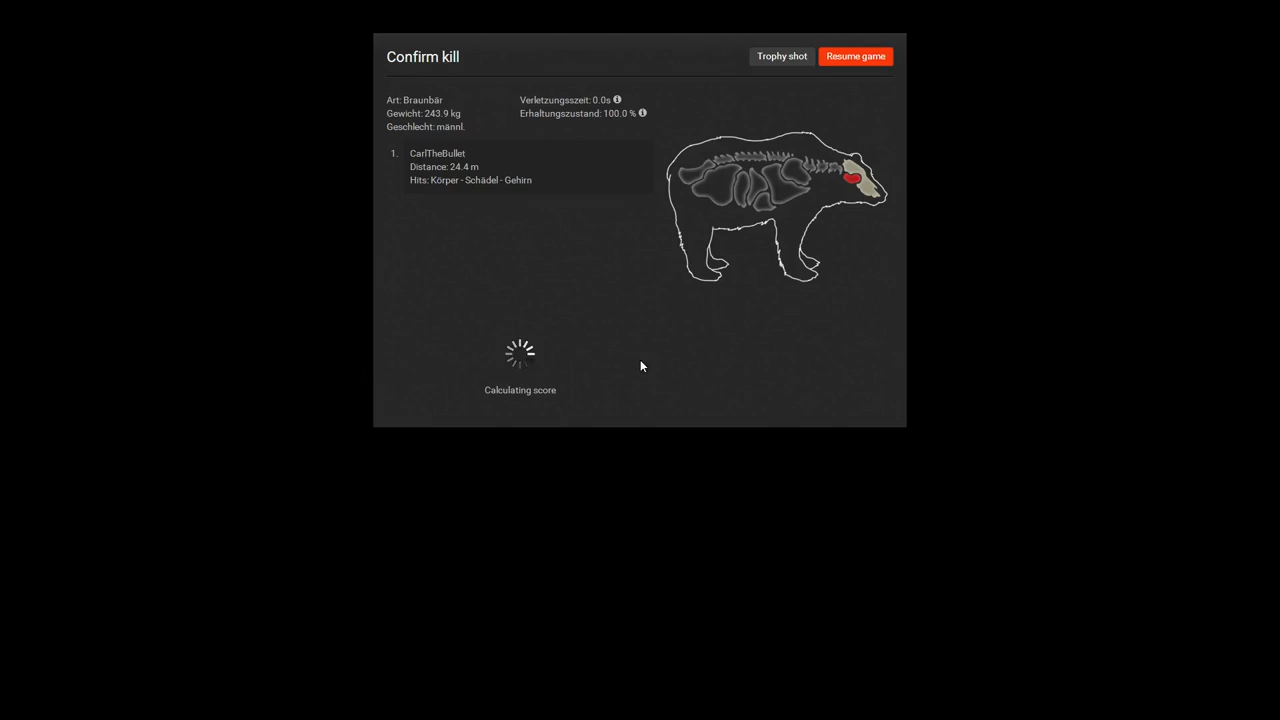 Confirm kill
Trophy shot
Resume game
Art: Braunbär
Gewicht: 243.9 kg
Geschlecht: männl.
Verletzungsszeit: 0.0s
Erhaltungszustand: 100.0 %
1. CarlTheBullet
Distance: 24.4 m
Hits: Körper - Schädel - Gehirn
Calculating score